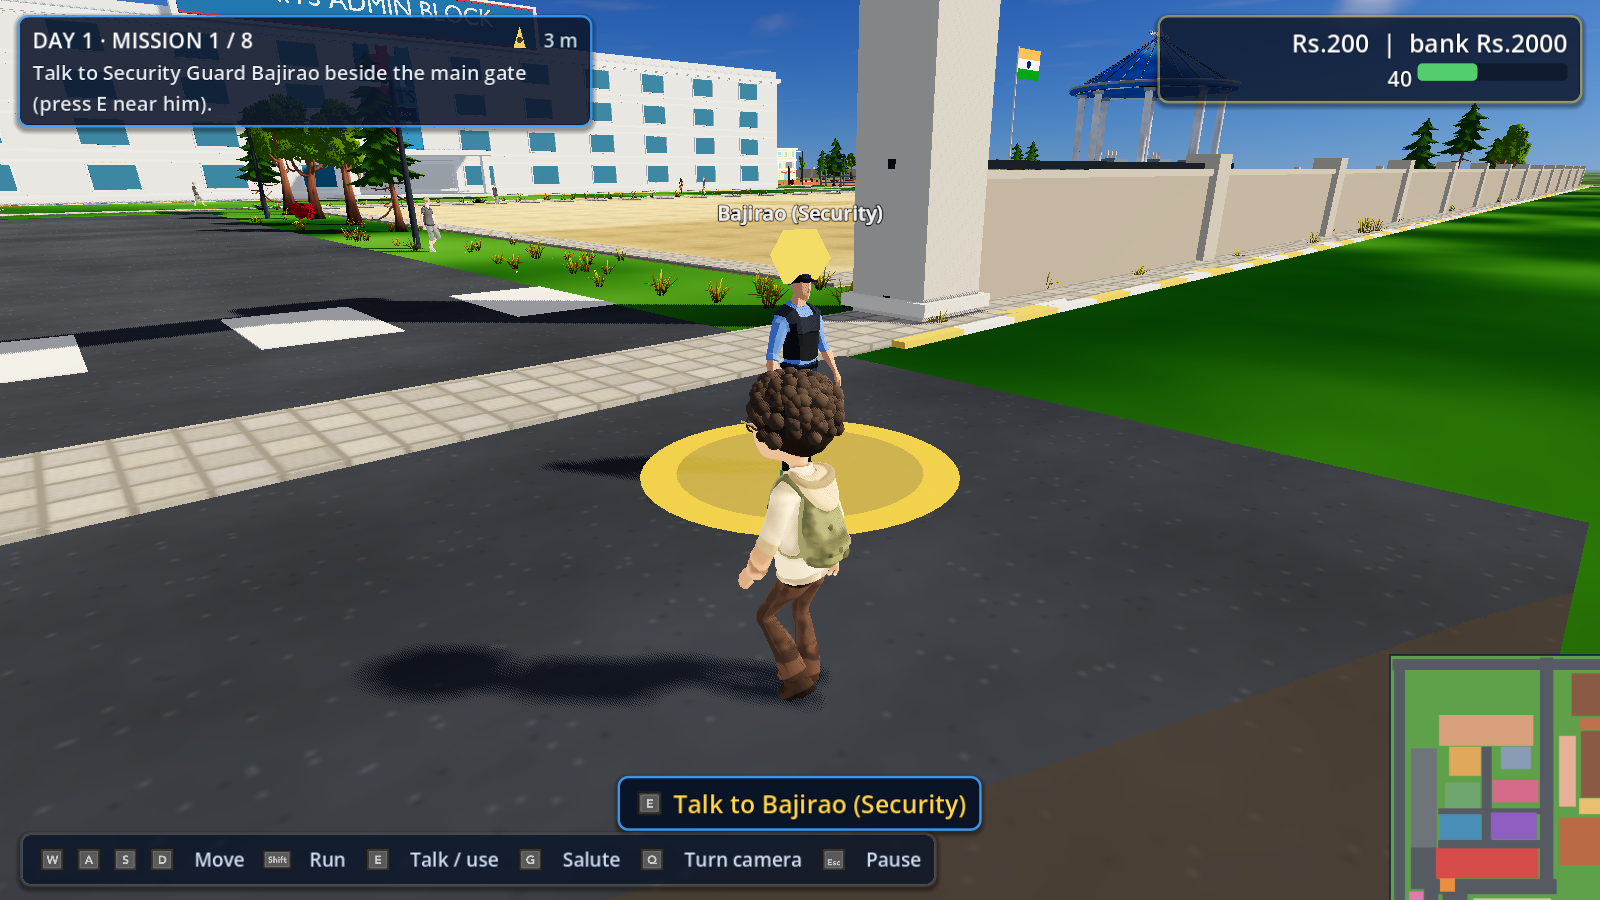 ADMIN BLOCK
DAY 1 · MISSION 1 / 8
3 m
Talk to Security Guard Bajirao beside the main gate
(press E near him).
Rs.200 | bank Rs.2000
40
Bajirao (Security)
E Talk to Bajirao (Security)
W A S D Move Shift Run E Talk / use G Salute Q Turn camera Esc Pause